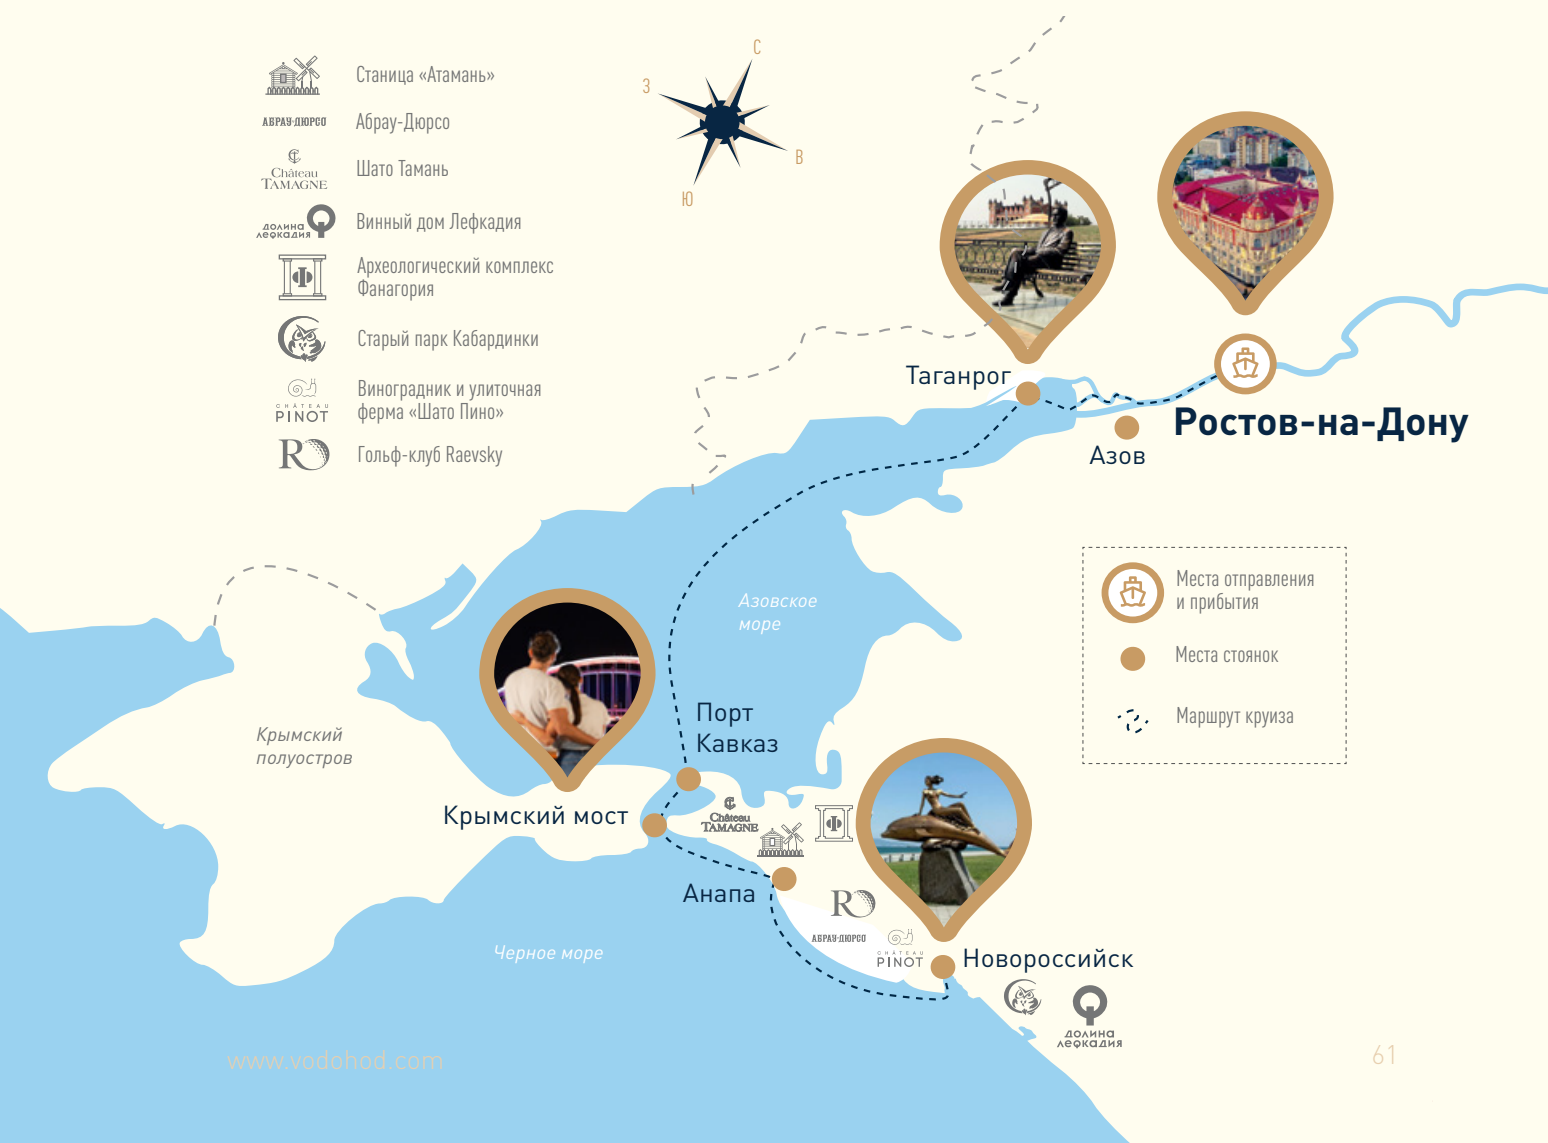 Станица «Атамань»
АБРАУ-ДЮРСО
Абрау-Дюрсо
Château
TAMAGNE
Шато Тамань
долина
лефкадия
Винный дом Лефкадия
Ф
Археологический комплекс
Фанагория
Старый парк Кабардинки
CHÂTEAU
PINOT
Виноградник и улиточная
ферма «Шато Пино»
R
Гольф-клуб Raevsky
С
З
В
Ю
Таганрог
Ростов-на-Дону
Азов
Места отправления
и прибытия
Места стоянок
Маршрут круиза
Азовское
море
Крымский
полуостров
Порт
Кавказ
Крымский мост
Château
TAMAGNE
Ф
Анапа
R
АБРАУ-ДЮРСО
CHÂTEAU
PINOT
Новороссийск
долина
лефкадия
Черное море
www.vodohod.com
61